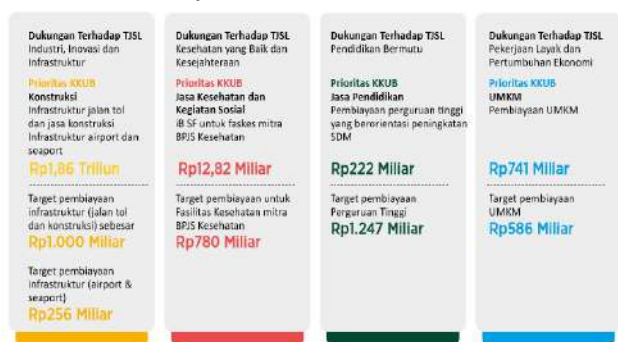 Dukungan Terhadap TJSL
Industri, Inovasi dan
Infrastruktur
Prioritas KKUB
Konstruksi
Infrastruktur jalan tol
dan jasa konstruksi
Infrastruktur airport dan
seaport
Rp1,86 Triliun
Target pembiayaan
infrastruktur (jalan tol
dan konstruksi) sebesar
Rp1.000 Miliar
Target pembiayaan
infrastruktur (airport &
seaport)
Rp256 Miliar
Dukungan Terhadap TJSL
Kesehatan yang Baik dan
Kesejahteraan
Prioritas KKUB
Jasa Kesehatan dan
Kegiatan Sosial
iB SF untuk faskes mitra
BPJS Kesehatan
Rp12,82 Miliar
Target pembiayaan untuk
Fasilitas Kesehatan mitra
BPJS Kesehatan
Rp780 Miliar
Dukungan Terhadap TJSL
Pendidikan Bermutu
Prioritas KKUB
Jasa Pendidikan
Pembiayaan perguruan tinggi
yang berorientasi peningkatan
SDM
Rp222 Miliar
Target pembiayaan
Perguruan Tinggi
Rp1.247 Miliar
Dukungan Terhadap TJSL
Pekerjaan Layak dan
Pertumbuhan Ekonomi
Prioritas KKUB
UMKM
Pembiayaan UMKM
Rp741 Miliar
Target pembiayaan
UMKM
Rp586 Miliar